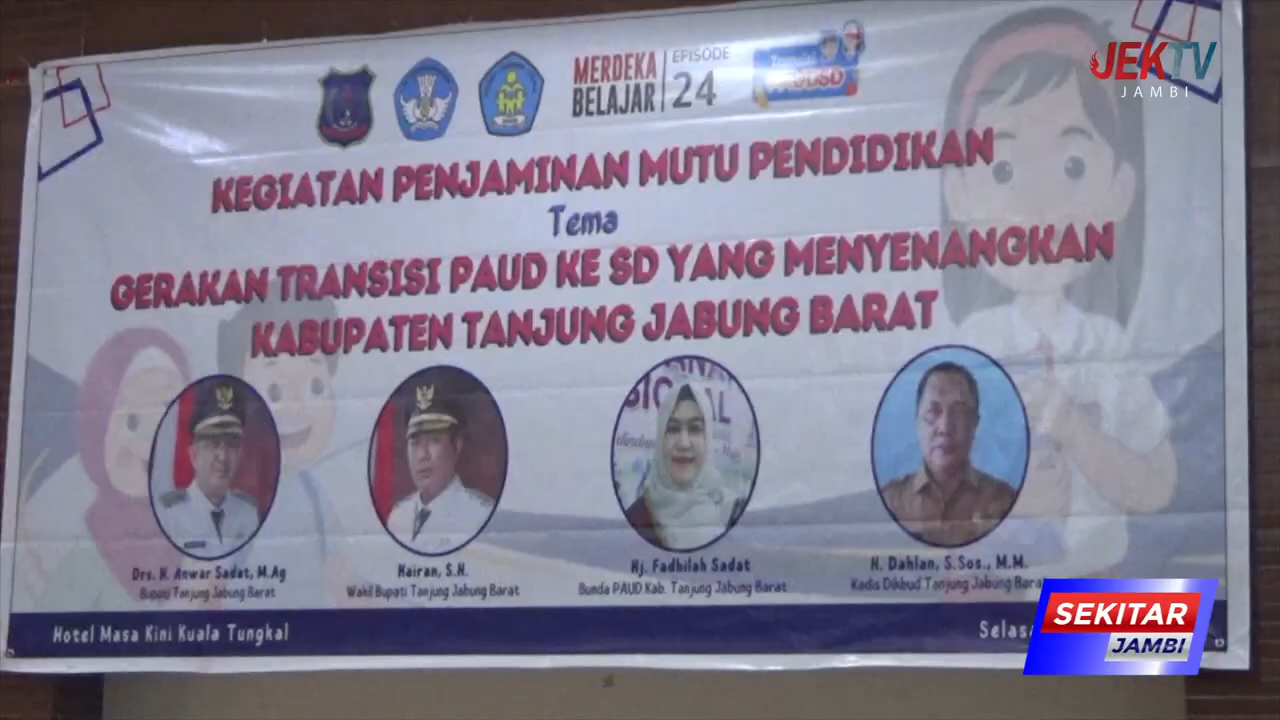 JEKTV
JAMBI
MERDEKA
BELAJAR
EPISODE
24
KEGIATAN PENJAMINAN MUTU PENDIDIKAN
Tema
GERAKAN TRANSISI PAUD KE SD YANG MENYENANGKAN
KABUPATEN TANJUNG JABUNG BARAT
Drs. H. Anwar Sadat, M.Ag
Bupati Tanjung Jabung Barat
Hairan, S.H.
Wakil Bupati Tanjung Jabung Barat
Hj. Fadhilah Sadat
Bunda PAUD Kab. Tanjung Jabung Barat
H. Dahlan, S.Sos., M.M.
Kadis Dikbud Tanjung Jabung Barat
Hotel Masa Kini Kuala Tungkal
Selasa
SEKITAR
JAMBI